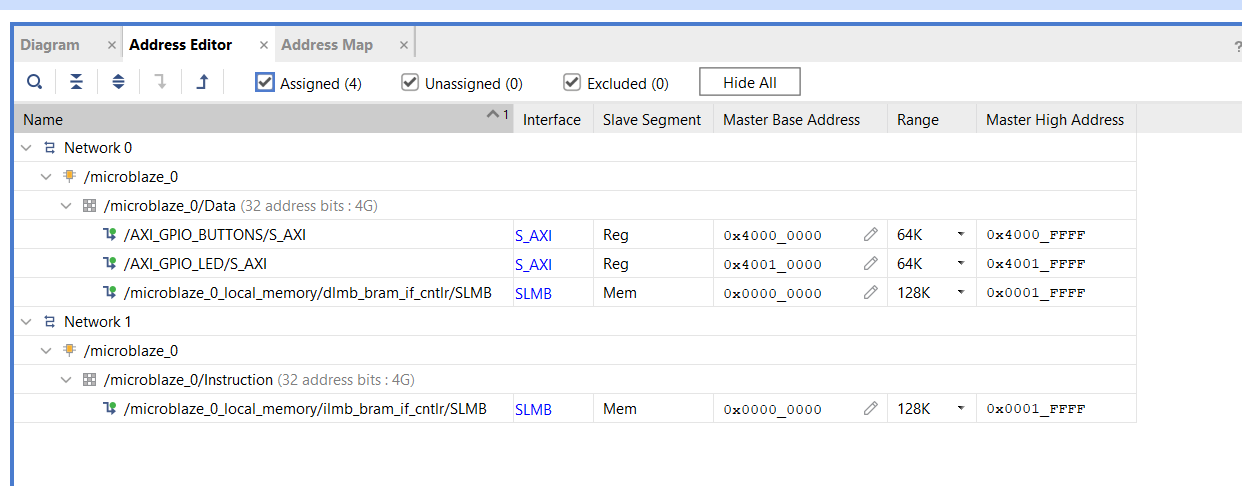 Diagram × Address Editor × Address Map × ?
Assigned (4) Unassigned (0) Excluded (0) Hide All
Name 1 Interface Slave Segment Master Base Address Range Master High Address
Network 0
/microblaze_0
/microblaze_0/Data (32 address bits : 4G)
/AXI_GPIO_BUTTONS/S_AXI S_AXI Reg 0x4000_0000 64K 0x4000_FFFF
/AXI_GPIO_LED/S_AXI S_AXI Reg 0x4001_0000 64K 0x4001_FFFF
/microblaze_0_local_memory/dlmb_bram_if_cntlr/SLMB SLMB Mem 0x0000_0000 128K 0x0001_FFFF
Network 1
/microblaze_0
/microblaze_0/Instruction (32 address bits : 4G)
/microblaze_0_local_memory/ilmb_bram_if_cntlr/SLMB SLMB Mem 0x0000_0000 128K 0x0001_FFFF